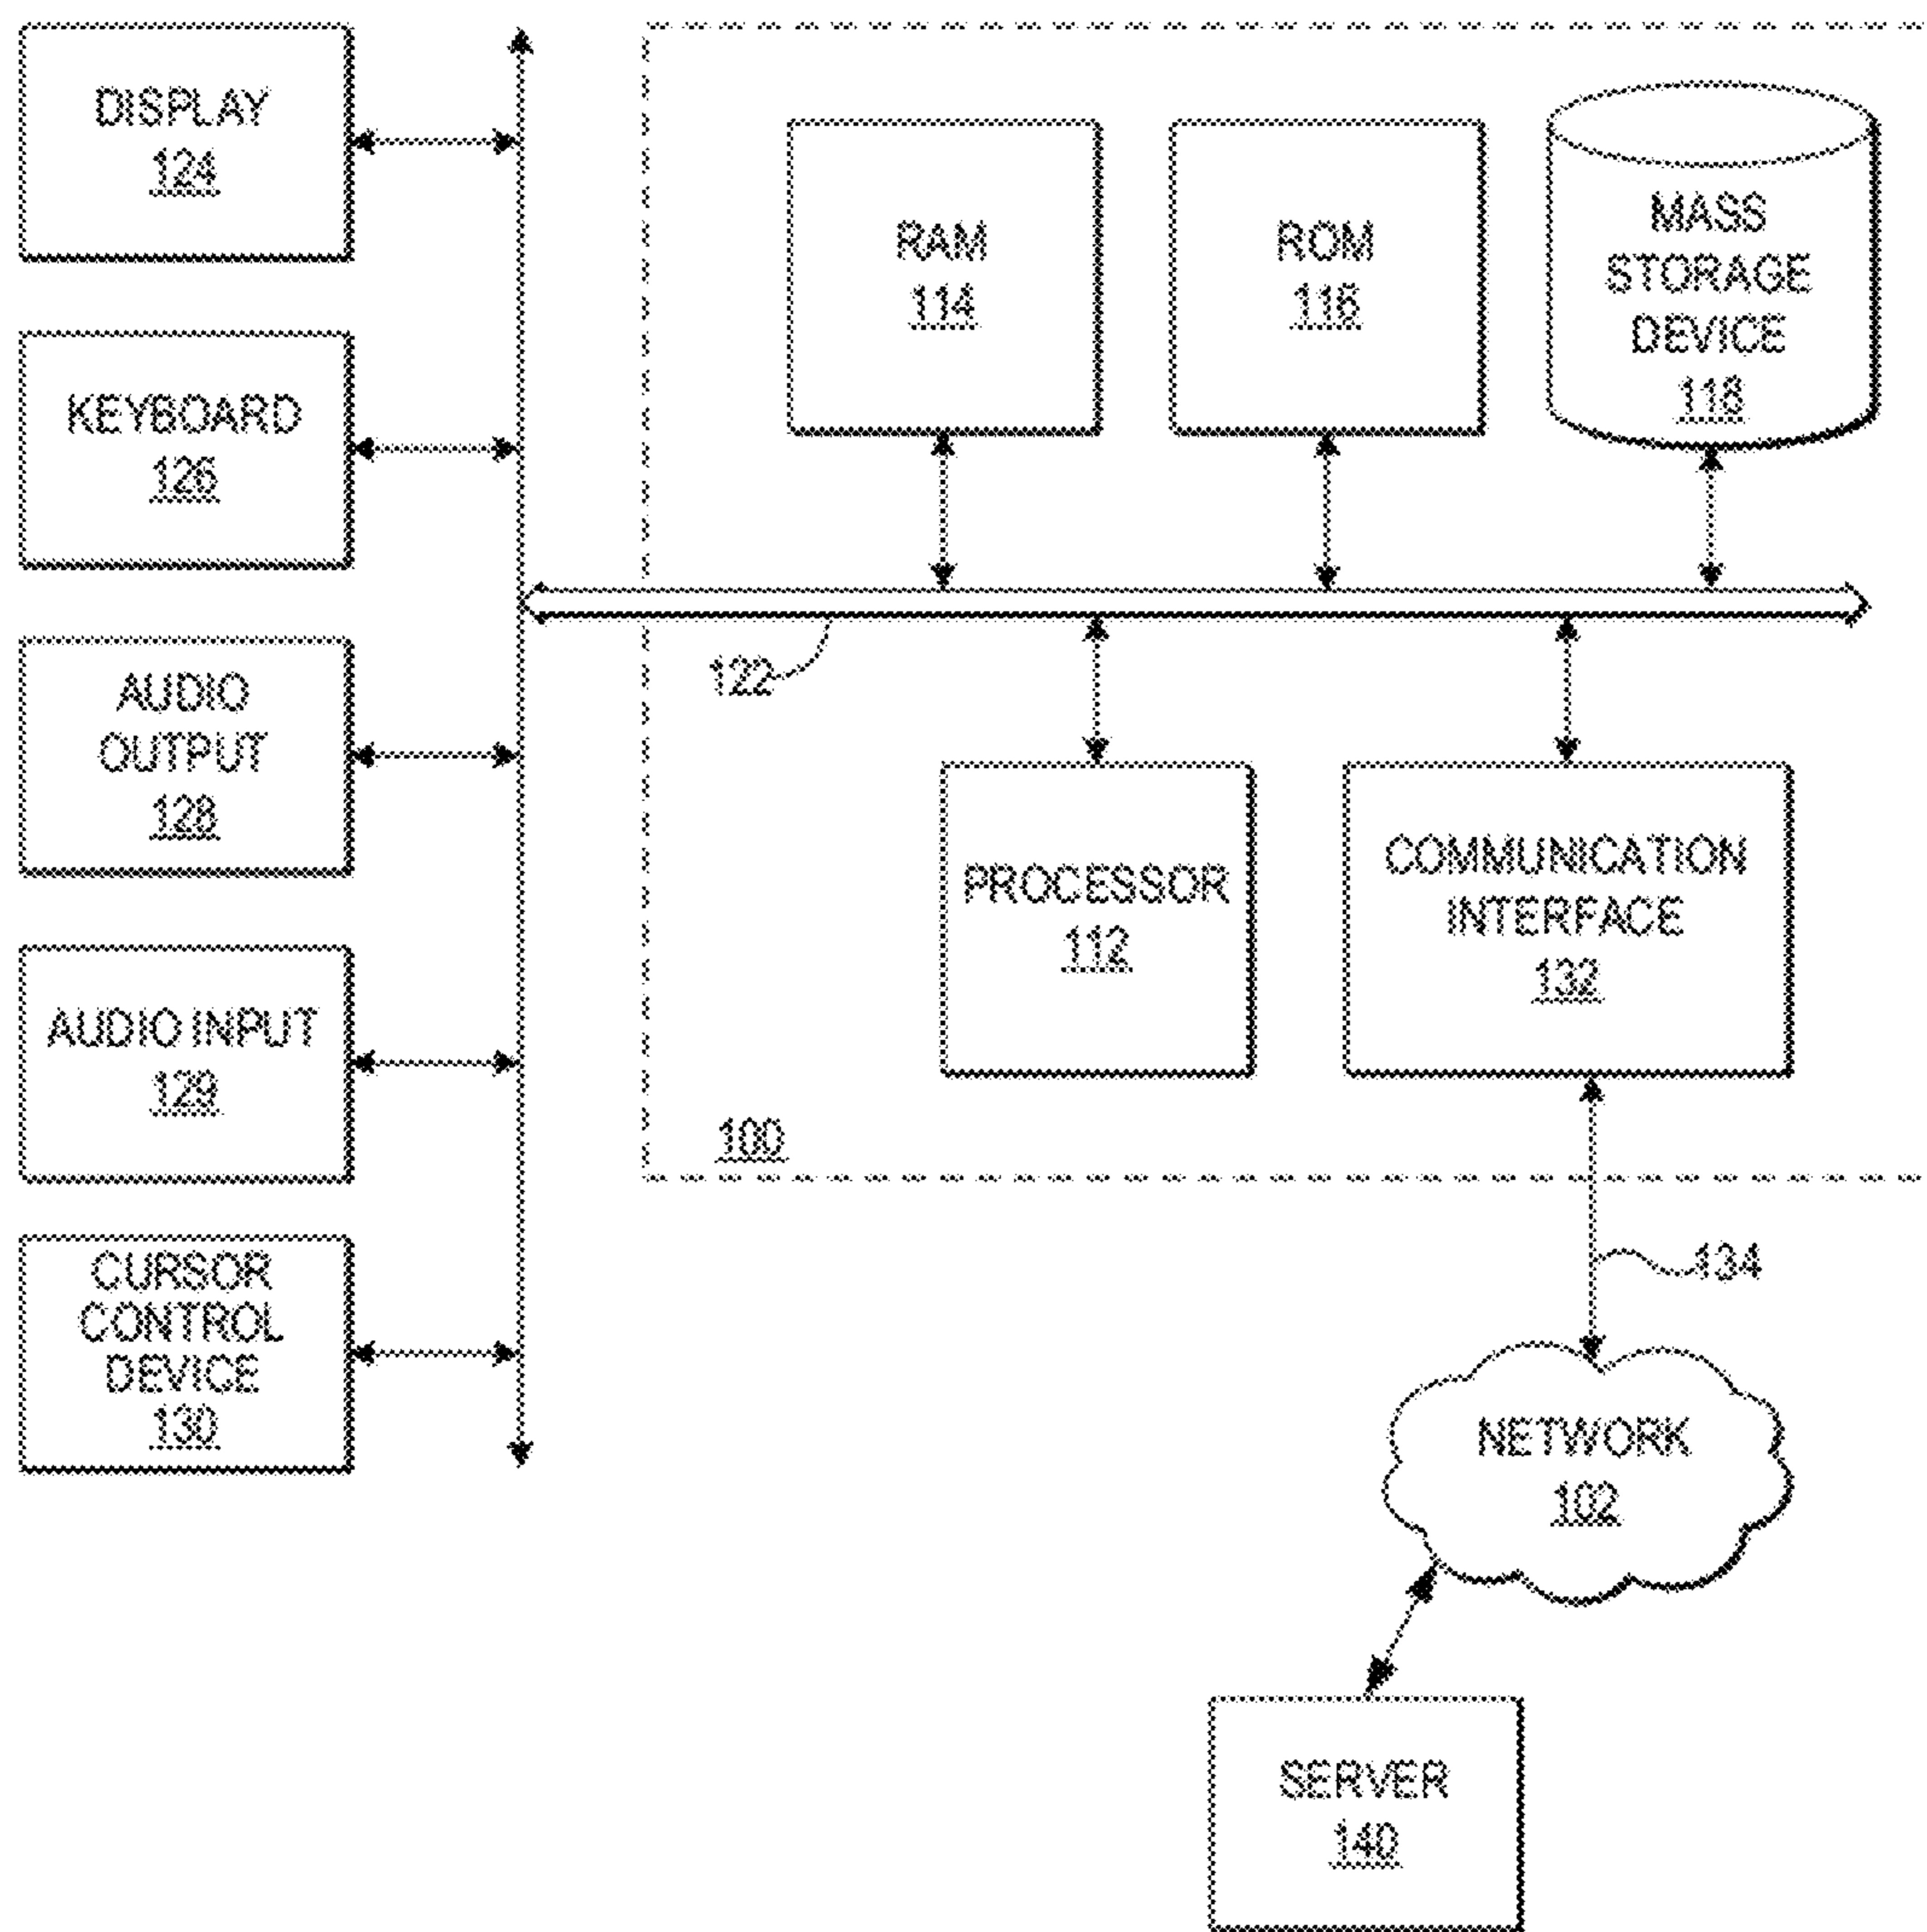 DISPLAY
124
KEYBOARD
126
AUDIO
OUTPUT
128
AUDIO INPUT
129
CURSOR
CONTROL
DEVICE
130
RAM
114
ROM
116
MASS
STORAGE
DEVICE
118
122
PROCESSOR
112
COMMUNICATION
INTERFACE
132
100
134
NETWORK
102
SERVER
140